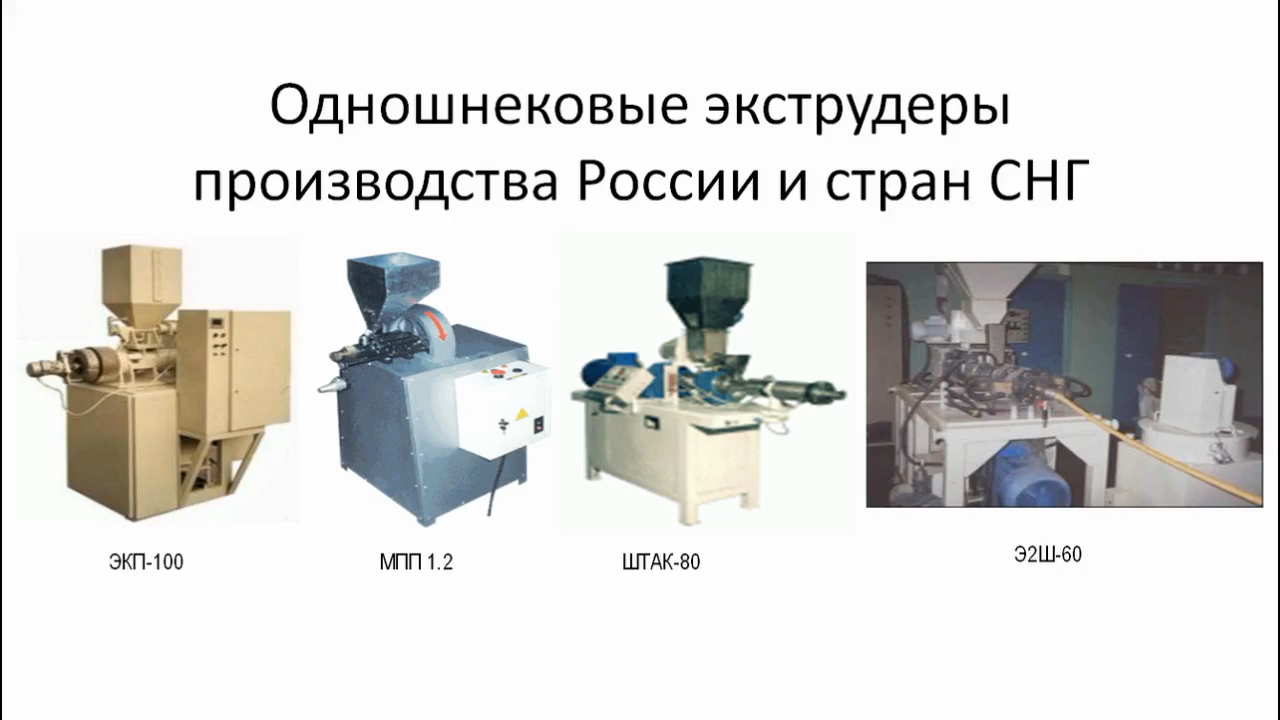 Одношнековые экструдеры
производства России и стран СНГ
ЭКП-100
МПП 1.2
ШТАК-80
Э2Ш-60